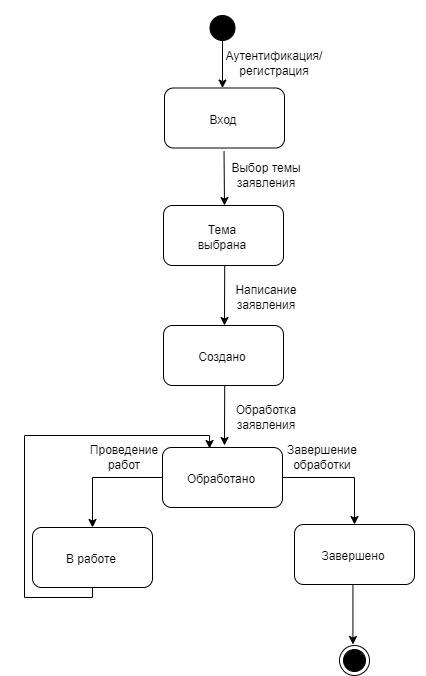 Аутентификация/
регистрация
Вход
Выбор темы
заявления
Тема
выбрана
Написание
заявления
Создано
Обработка
заявления
Проведение
работ
Завершение
обработки
Обработано
В работе
Завершено